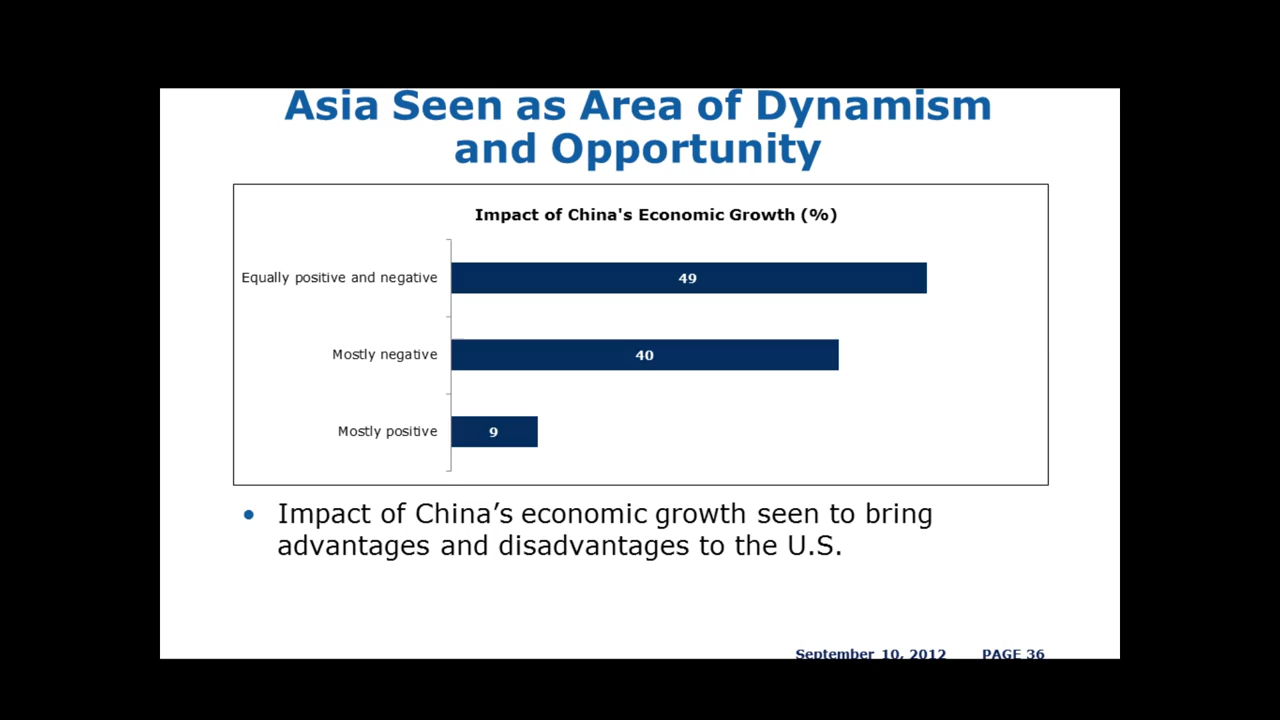 Asia Seen as Area of Dynamism
and Opportunity
Impact of China's Economic Growth (%)
Equally positive and negative 49
Mostly negative 40
Mostly positive 9
• Impact of China’s economic growth seen to bring
advantages and disadvantages to the U.S.
September 10, 2012 PAGE 36